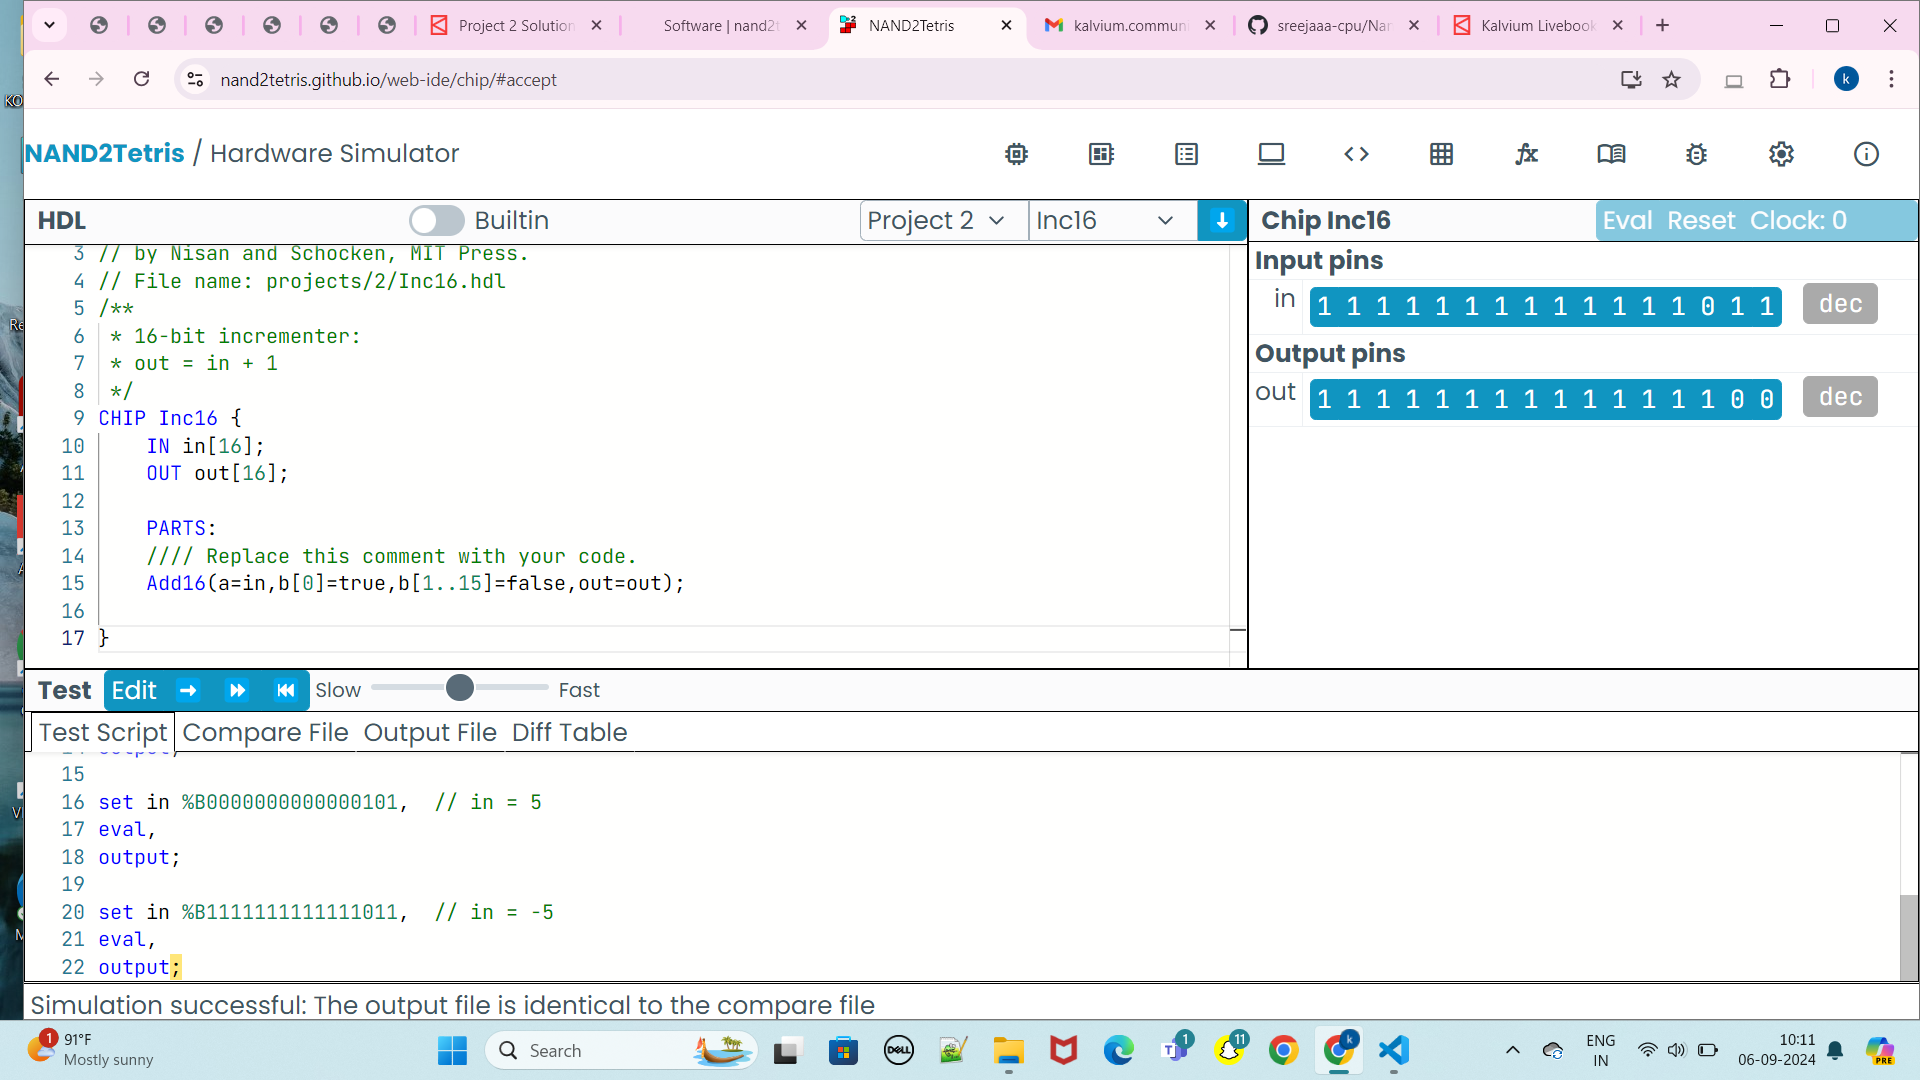 Project 2 Solution
Software | nand2t
NAND2Tetris
kalvium.communi
sreejaaa-cpu/Nan
Kalvium Livebook
nand2tetris.github.io/web-ide/chip/#accept
k
NAND2Tetris / Hardware Simulator
HDL
Builtin
Project 2
Inc16
Chip Inc16
Eval Reset Clock: 0
3 // by Nisan and Schocken, MIT Press.
4 // File name: projects/2/Inc16.hdl
5 /**
6 * 16-bit incrementer:
7 * out = in + 1
8 */
9 CHIP Inc16 {
10 IN in[16];
11 OUT out[16];
12
13 PARTS:
14 //// Replace this comment with your code.
15 Add16(a=in,b[0]=true,b[1..15]=false,out=out);
16
17 }
Input pins
in 1 1 1 1 1 1 1 1 1 1 1 1 1 0 1 1 dec
Output pins
out 1 1 1 1 1 1 1 1 1 1 1 1 1 1 0 0 dec
Test Edit Slow Fast
Test Script Compare File Output File Diff Table
15
16 set in %B0000000000000101, // in = 5
17 eval,
18 output;
19
20 set in %B1111111111111011, // in = -5
21 eval,
22 output;
Simulation successful: The output file is identical to the compare file
1
91°F
Mostly sunny
Search
DELL
1
11
k
ENG
IN
10:11
06-09-2024
PRE